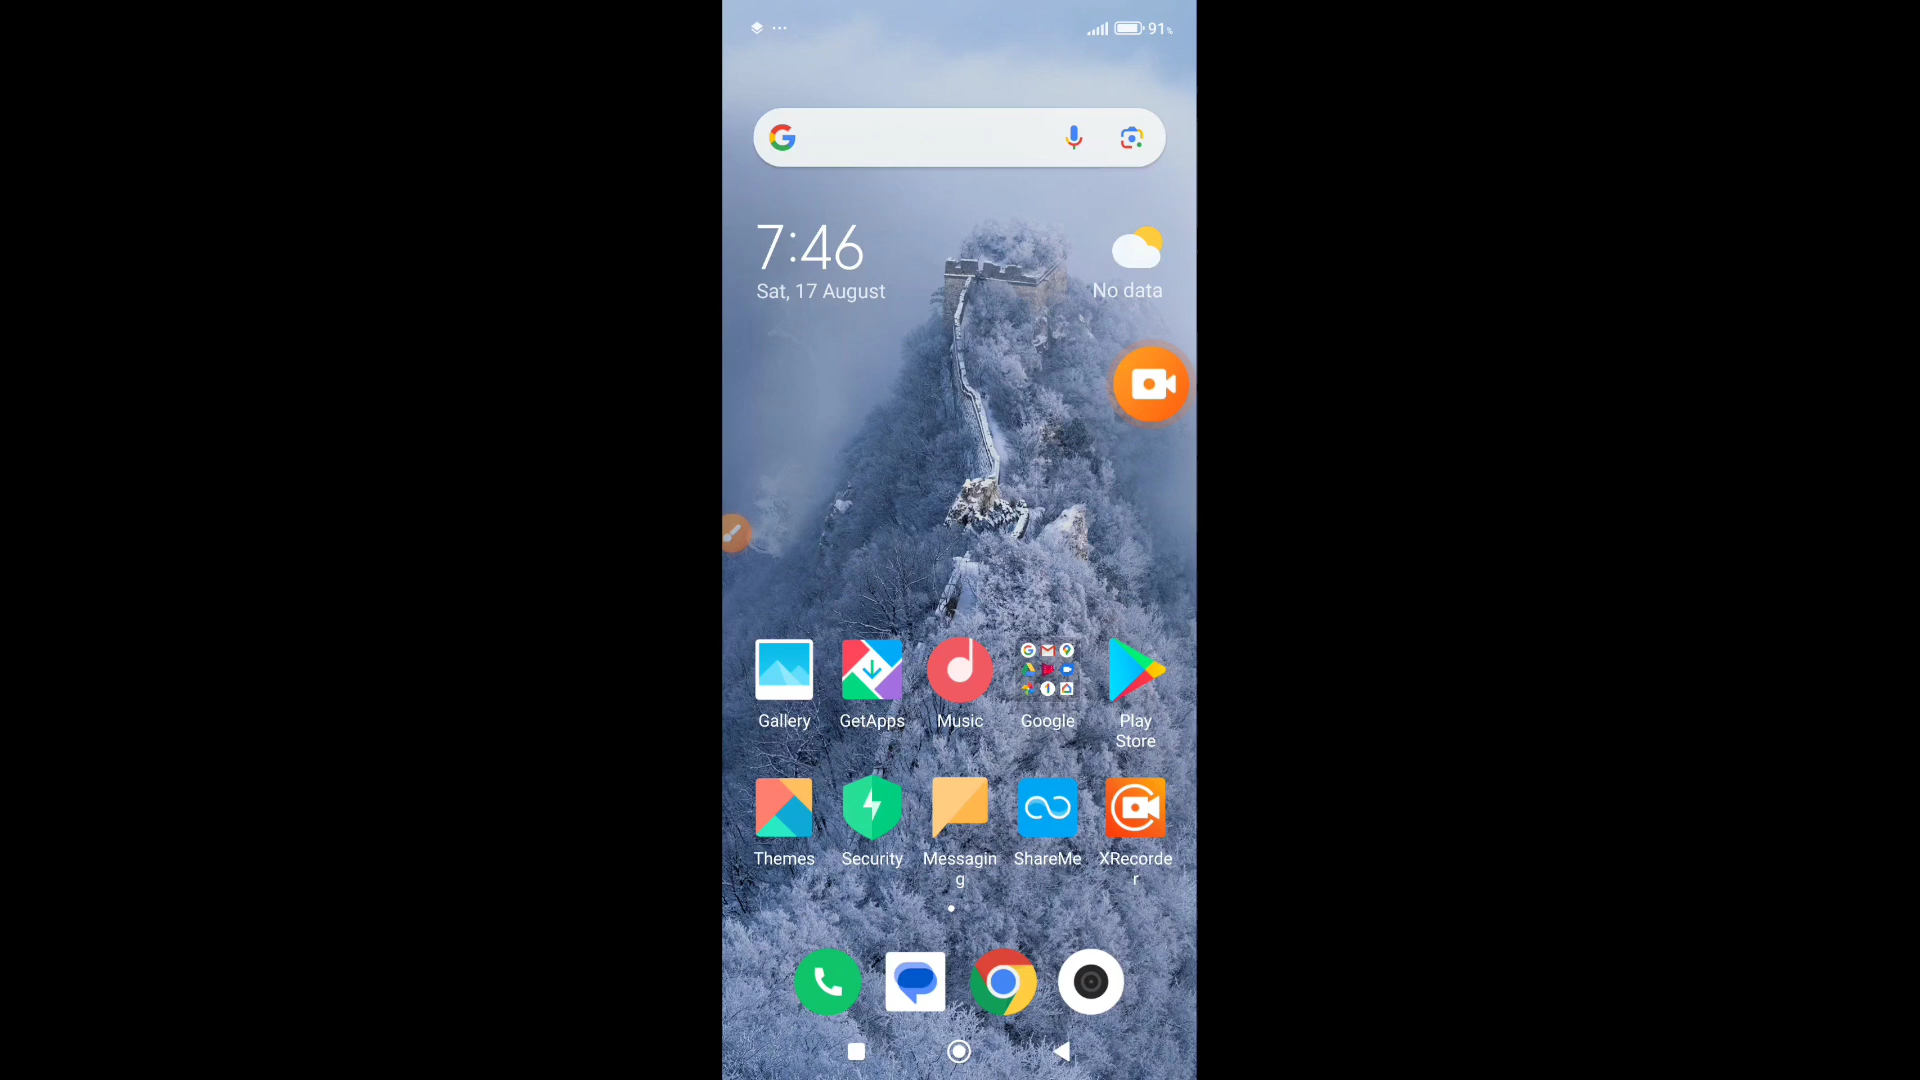 91%
7:46
Sat, 17 August
No data
Gallery
GetApps
Music
Google
Play
Store
Themes
Security
Messagin
g
ShareMe
XRecorde
r